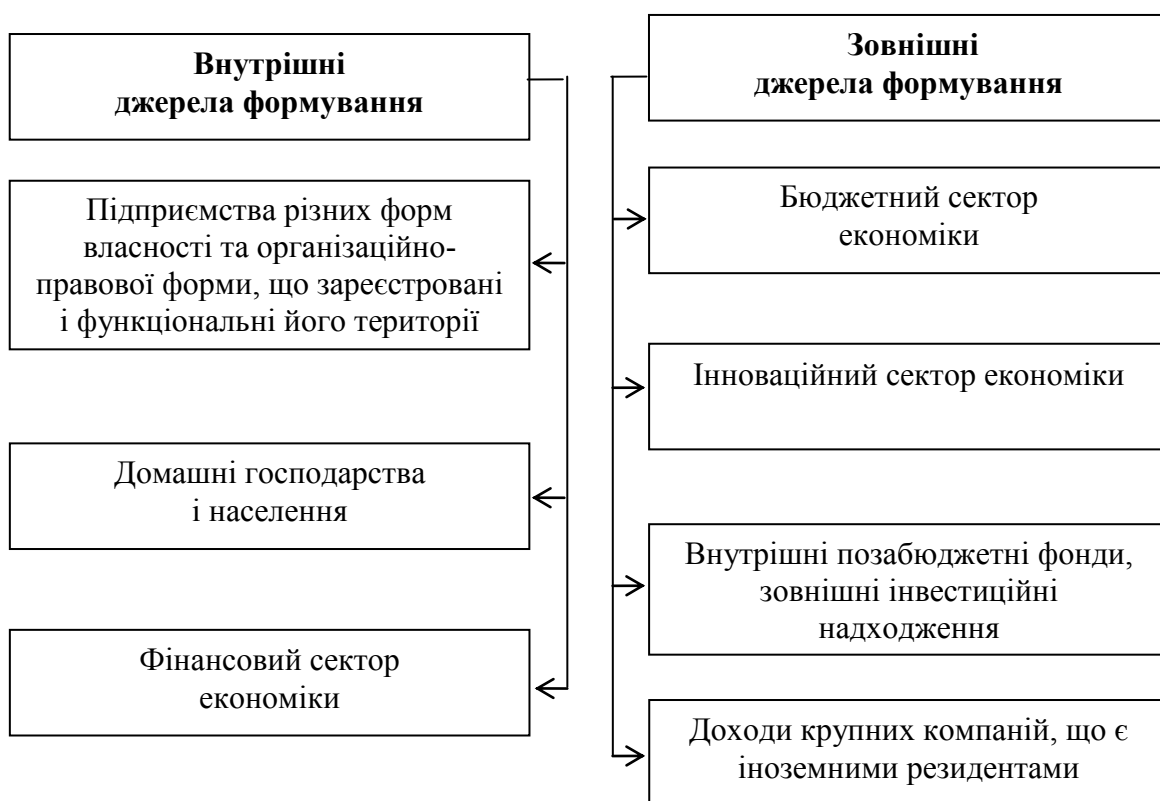 Внутрішні
джерела формування
Підприємства різних форм
власності та організаційно-
правової форми, що зареєстровані
і функціональні його території
Домашні господарства
і населення
Фінансовий сектор
економіки
Зовнішні
джерела формування
Бюджетний сектор
економіки
Інноваційний сектор економіки
Внутрішні позабюджетні фонди,
зовнішні інвестиційні
надходження
Доходи крупних компаній, що є
іноземними резидентами